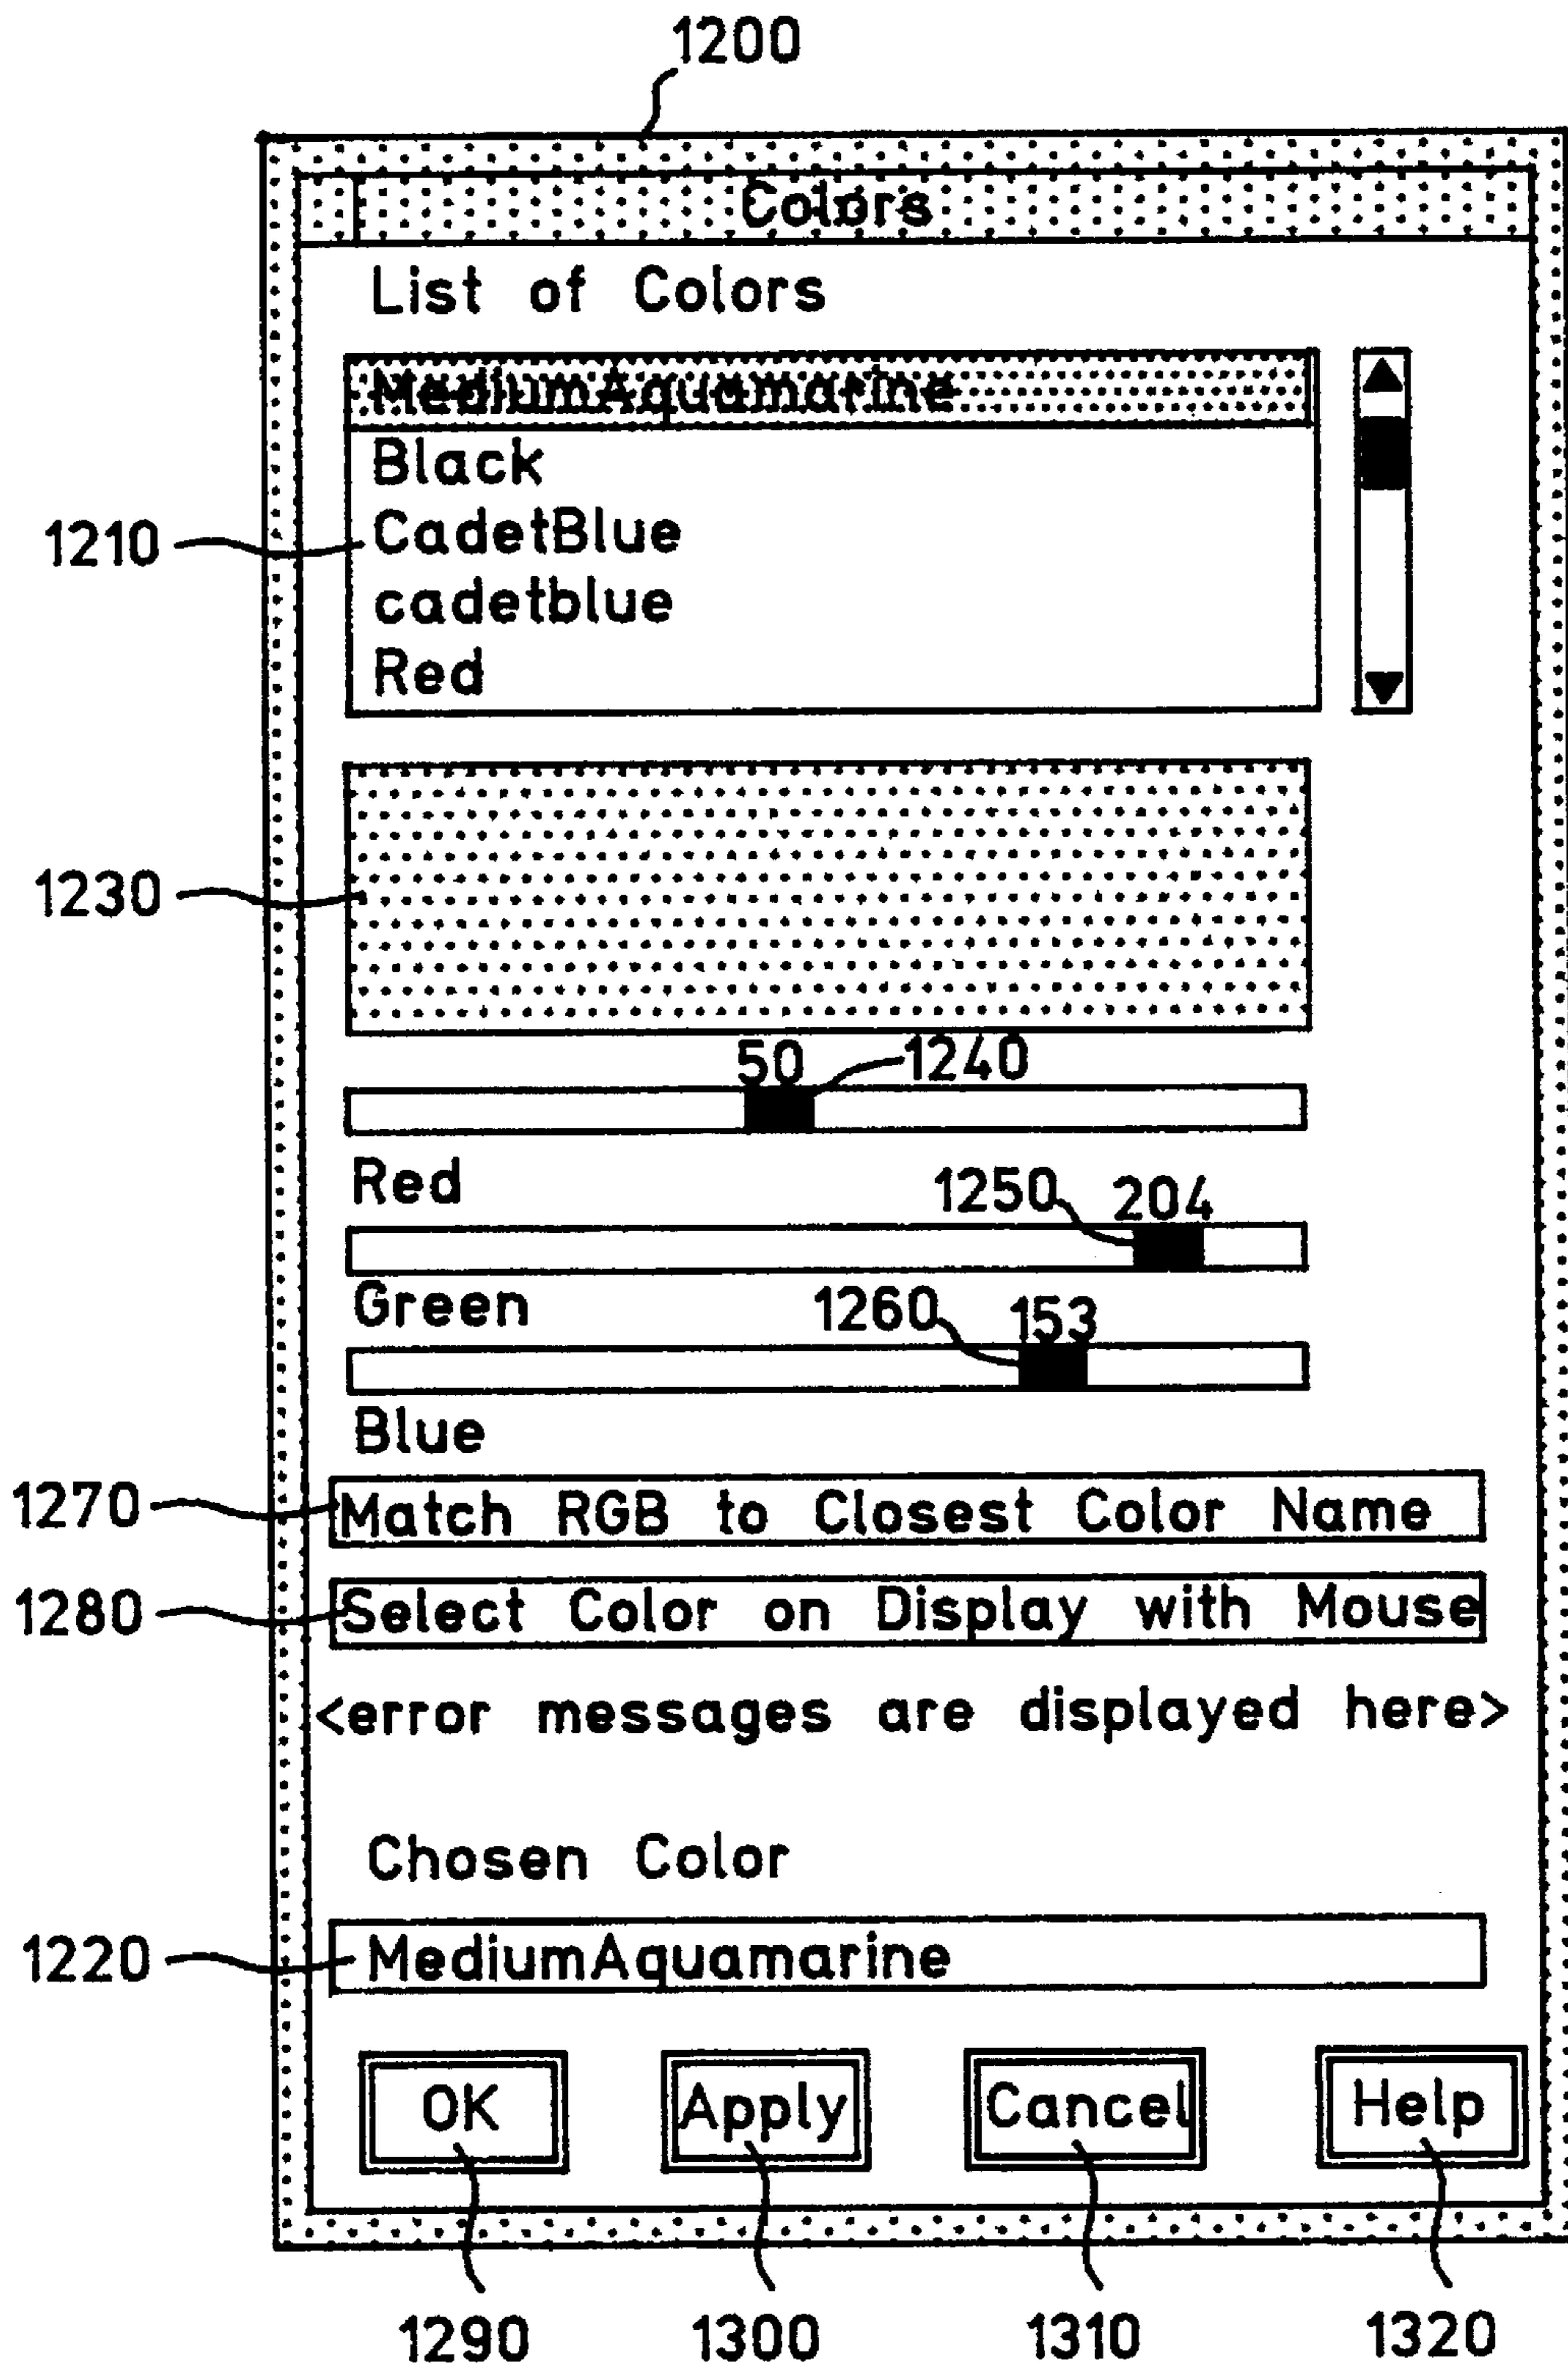 1200
Colors
List of Colors
MediumAquamarine
Black
1210 CadetBlue
cadetblue
Red
1230
50 1240
Red
1250 204
Green
1260 153
Blue
1270 Match RGB to Closest Color Name
1280 Select Color on Display with Mouse
<error messages are displayed here>
Chosen Color
1220 MediumAquamarine
OK Apply Cancel Help
1290 1300 1310 1320